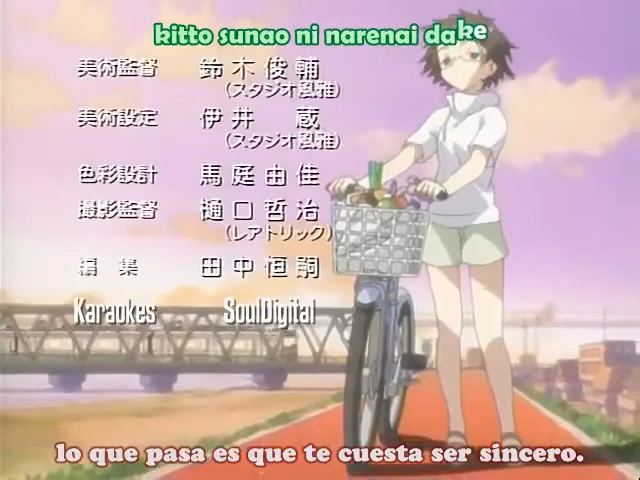 kitto sunao ni narenai dake
美術監督 鈴木俊輔
(スタジオ風雅)
美術設定 伊井 蔵
(スタジオ風雅)
色彩設計 馬庭由佳
撮影監督 樋口哲治
(レアトリック)
編 集 田中恒嗣
Karaokes SoulDigital
lo que pasa es que te cuesta ser sincero.